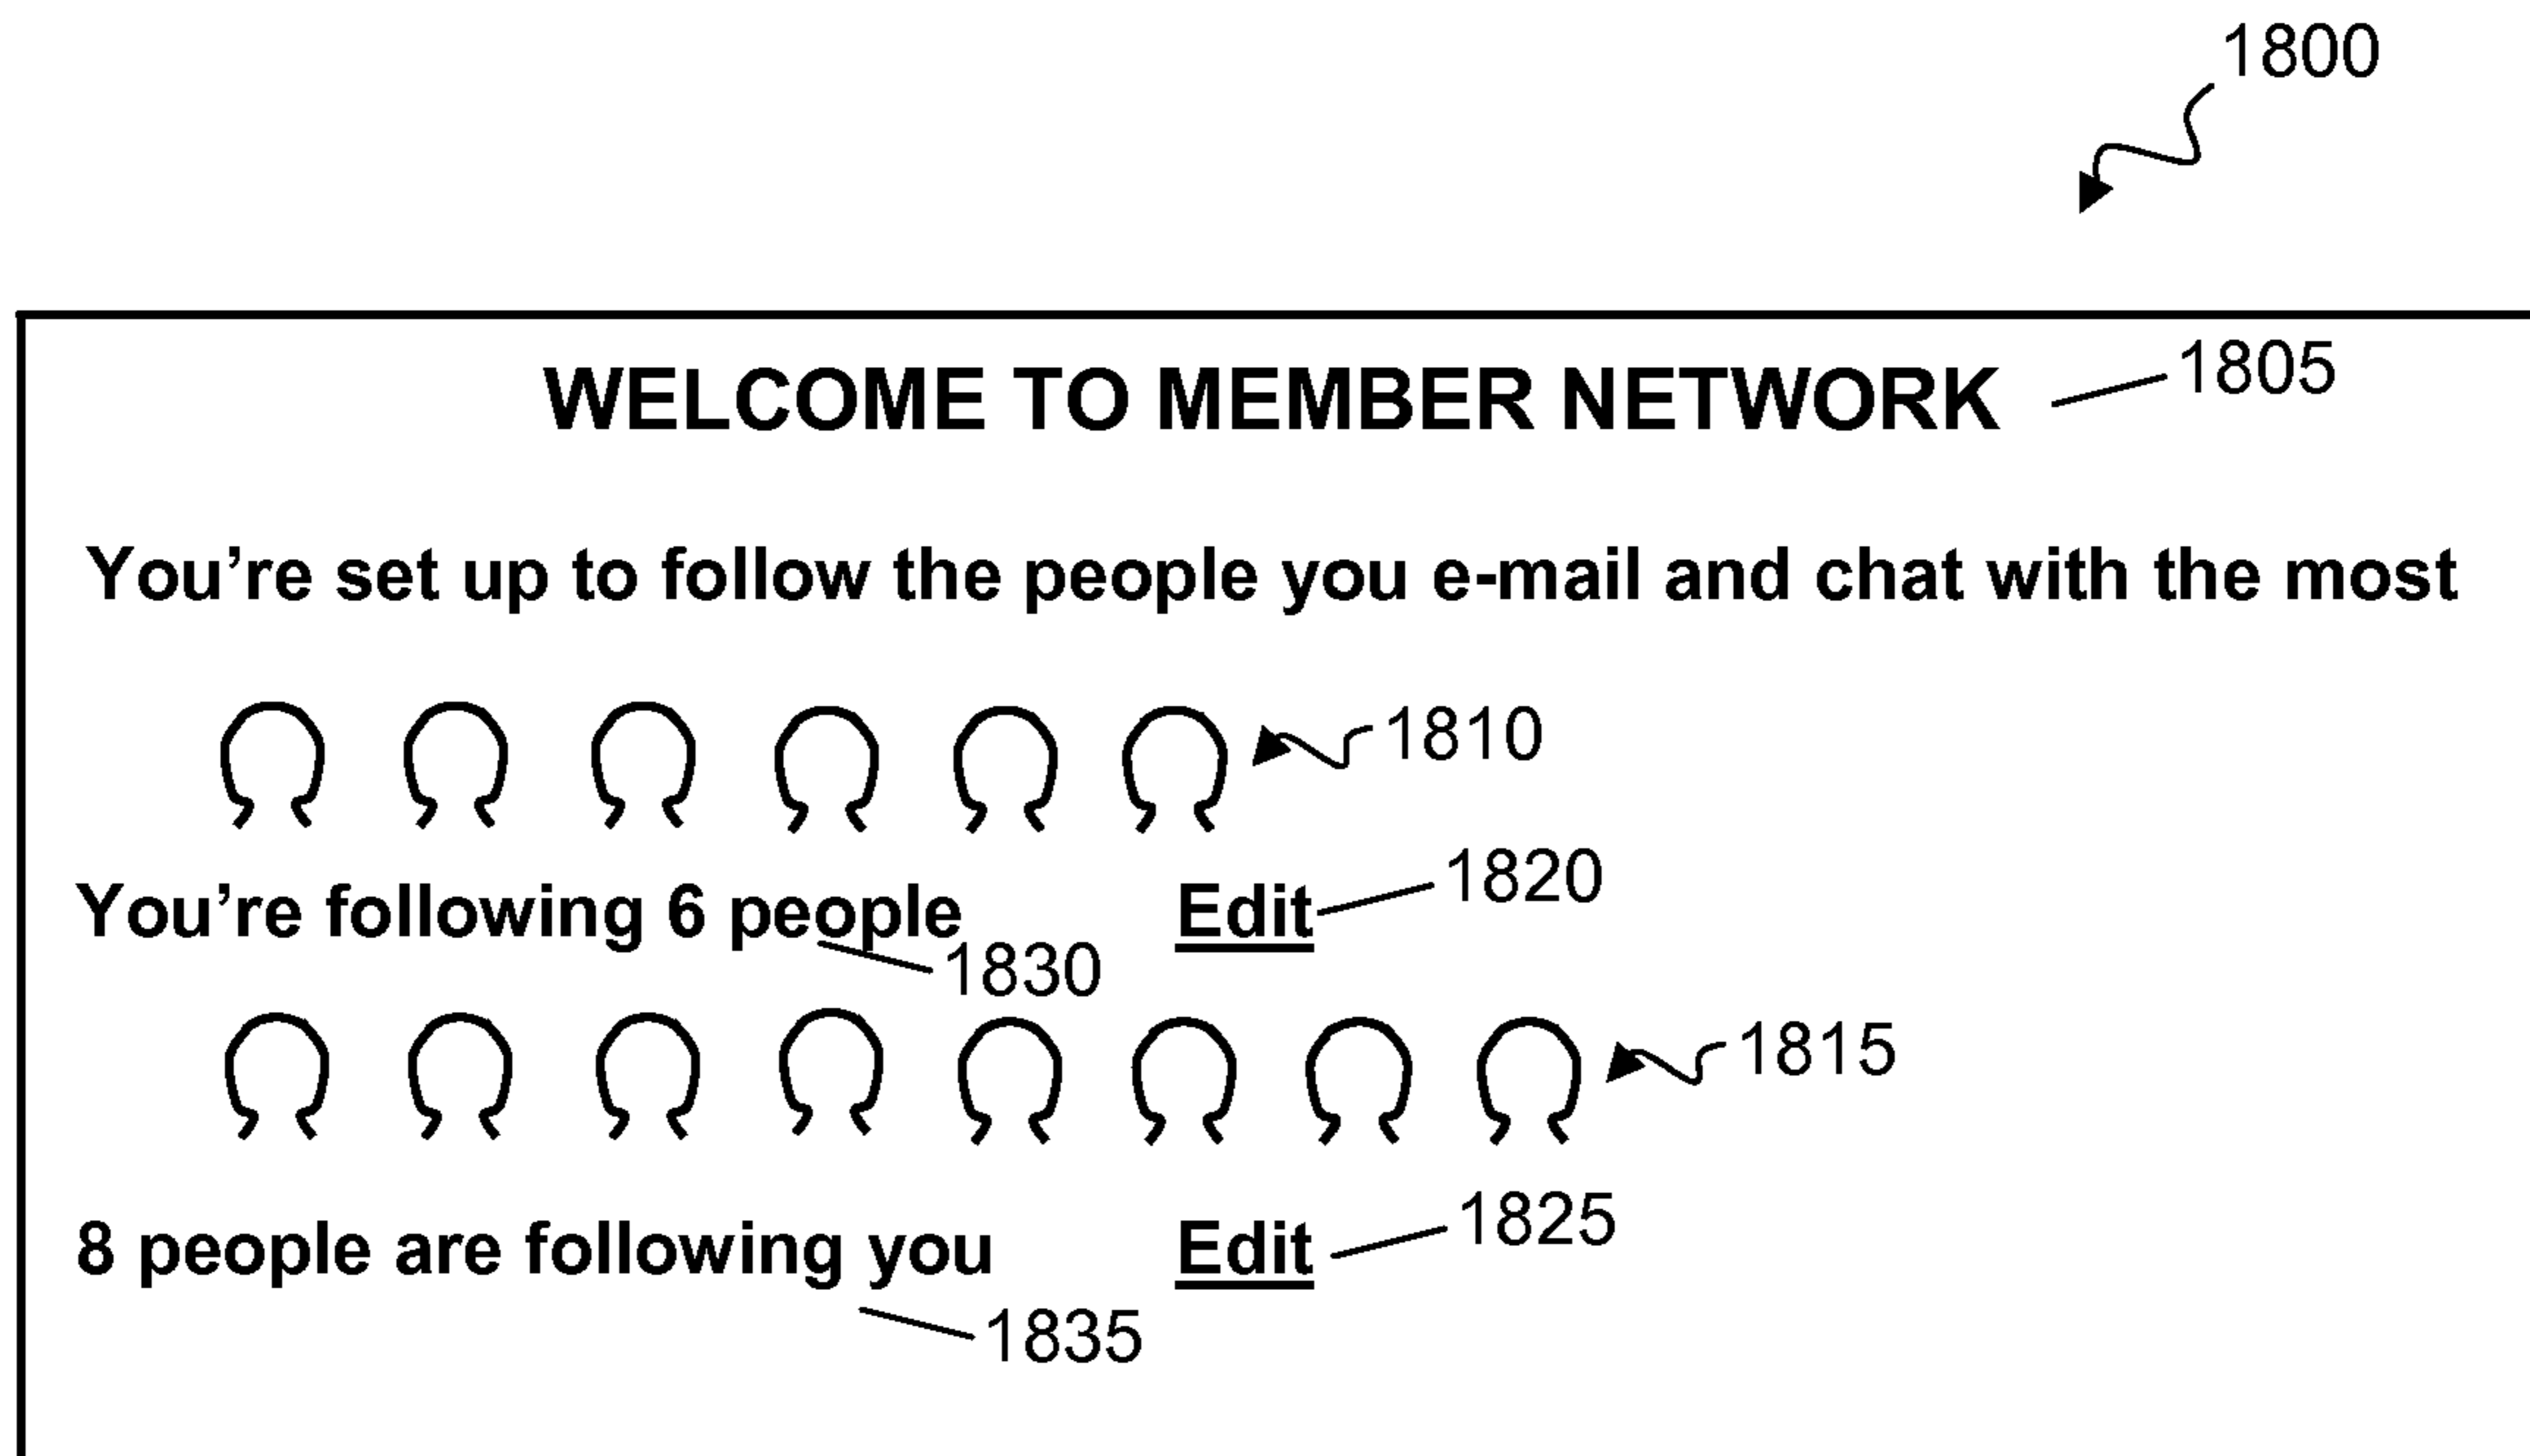 1800
WELCOME TO MEMBER NETWORK 1805
You're set up to follow the people you e-mail and chat with the most
1810
You're following 6 people Edit 1820
1830
1815
8 people are following you Edit 1825
1835